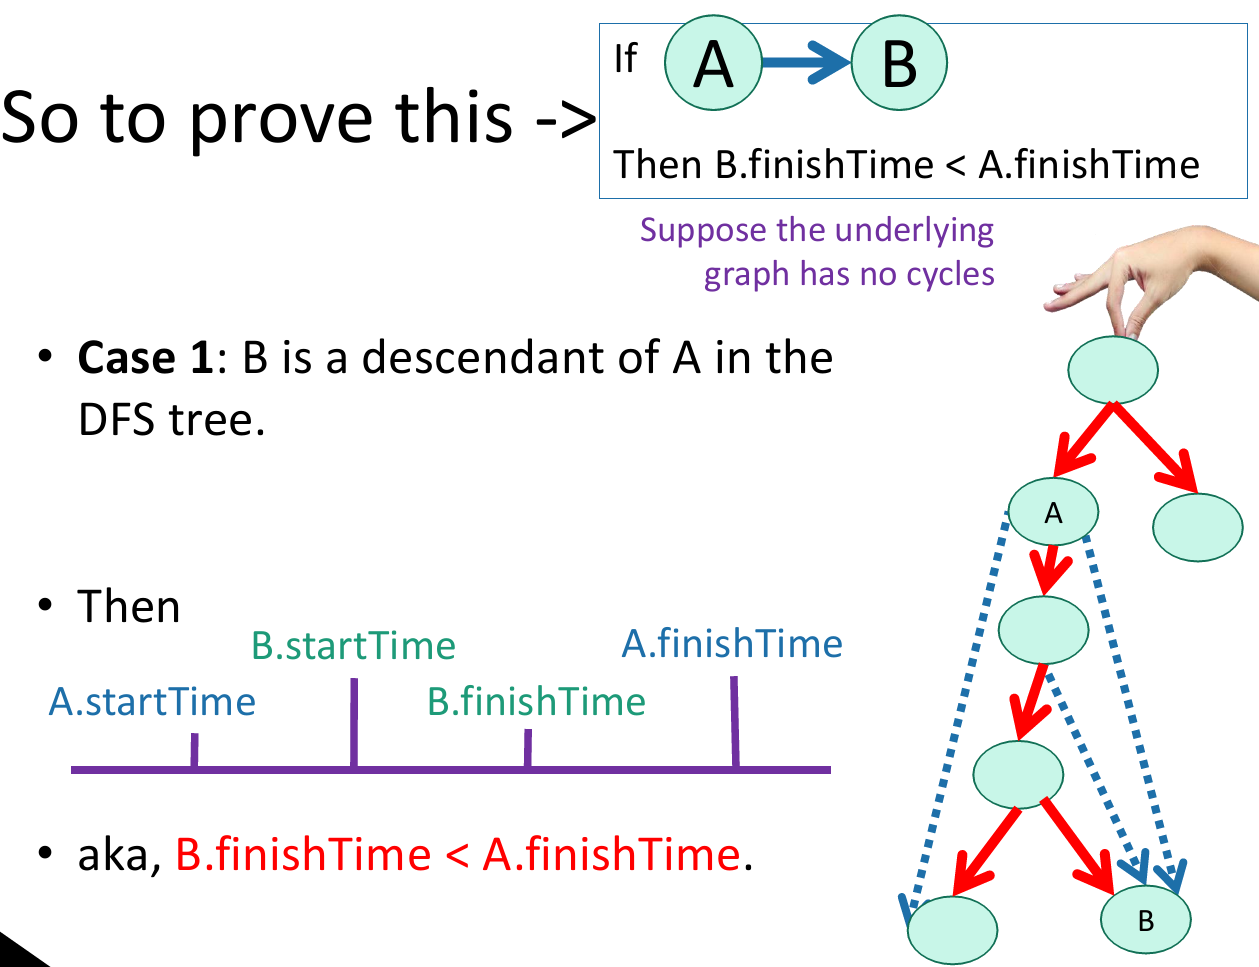 If
A
B
So to prove this ->
Then B.finishTime < A.finishTime
Suppose the underlying
graph has no cycles
• Case 1: B is a descendant of A in the
DFS tree.
A
• Then
B.startTime
A.finishTime
A.startTime
B.finishTime
• aka, B.finishTime < A.finishTime.
B